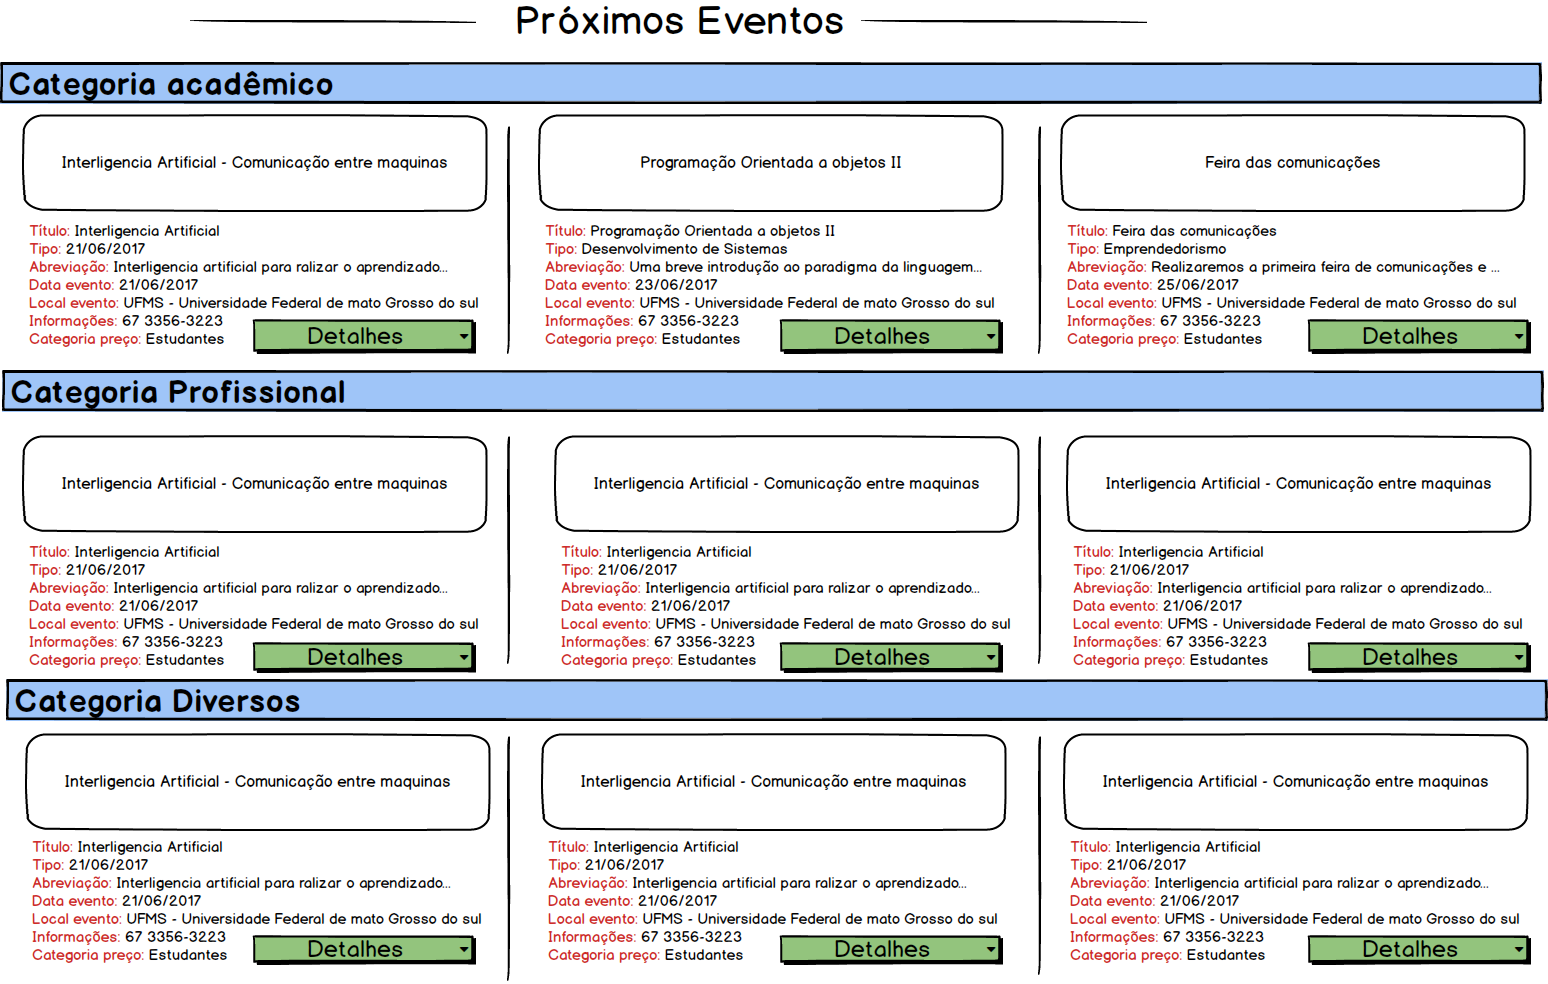 Próximos Eventos
Categoria acadêmico
Interligencia Artificial - Comunicação entre maquinas
Título: Interligencia Artificial
Tipo: 21/06/2017
Abreviação: Interligencia artificial para ralizar o aprendizado...
Data evento: 21/06/2017
Local evento: UFMS - Universidade Federal de mato Grosso do sul
Informações: 67 3356-3223
Categoria preço: Estudantes
Detalhes
Programação Orientada a objetos II
Título: Programação Orientada a objetos II
Tipo: Desenvolvimento de Sistemas
Abreviação: Uma breve introdução ao paradigma da linguagem...
Data evento: 23/06/2017
Local evento: UFMS - Universidade Federal de mato Grosso do sul
Informações: 67 3356-3223
Categoria preço: Estudantes
Detalhes
Feira das comunicações
Título: Feira das comunicações
Tipo: Emprendedorismo
Abreviação: Realizaremos a primeira feira de comunicações e ...
Data evento: 25/06/2017
Local evento: UFMS - Universidade Federal de mato Grosso do sul
Informações: 67 3356-3223
Categoria preço: Estudantes
Detalhes
Categoria Profissional
Interligencia Artificial - Comunicação entre maquinas
Título: Interligencia Artificial
Tipo: 21/06/2017
Abreviação: Interligencia artificial para ralizar o aprendizado...
Data evento: 21/06/2017
Local evento: UFMS - Universidade Federal de mato Grosso do sul
Informações: 67 3356-3223
Categoria preço: Estudantes
Detalhes
Interligencia Artificial - Comunicação entre maquinas
Título: Interligencia Artificial
Tipo: 21/06/2017
Abreviação: Interligencia artificial para ralizar o aprendizado...
Data evento: 21/06/2017
Local evento: UFMS - Universidade Federal de mato Grosso do sul
Informações: 67 3356-3223
Categoria preço: Estudantes
Detalhes
Interligencia Artificial - Comunicação entre maquinas
Título: Interligencia Artificial
Tipo: 21/06/2017
Abreviação: Interligencia artificial para ralizar o aprendizado...
Data evento: 21/06/2017
Local evento: UFMS - Universidade Federal de mato Grosso do sul
Informações: 67 3356-3223
Categoria preço: Estudantes
Detalhes
Categoria Diversos
Interligencia Artificial - Comunicação entre maquinas
Título: Interligencia Artificial
Tipo: 21/06/2017
Abreviação: Interligencia artificial para ralizar o aprendizado...
Data evento: 21/06/2017
Local evento: UFMS - Universidade Federal de mato Grosso do sul
Informações: 67 3356-3223
Categoria preço: Estudantes
Detalhes
Interligencia Artificial - Comunicação entre maquinas
Título: Interligencia Artificial
Tipo: 21/06/2017
Abreviação: Interligencia artificial para ralizar o aprendizado...
Data evento: 21/06/2017
Local evento: UFMS - Universidade Federal de mato Grosso do sul
Informações: 67 3356-3223
Categoria preço: Estudantes
Detalhes
Interligencia Artificial - Comunicação entre maquinas
Título: Interligencia Artificial
Tipo: 21/06/2017
Abreviação: Interligencia artificial para ralizar o aprendizado...
Data evento: 21/06/2017
Local evento: UFMS - Universidade Federal de mato Grosso do sul
Informações: 67 3356-3223
Categoria preço: Estudantes
Detalhes